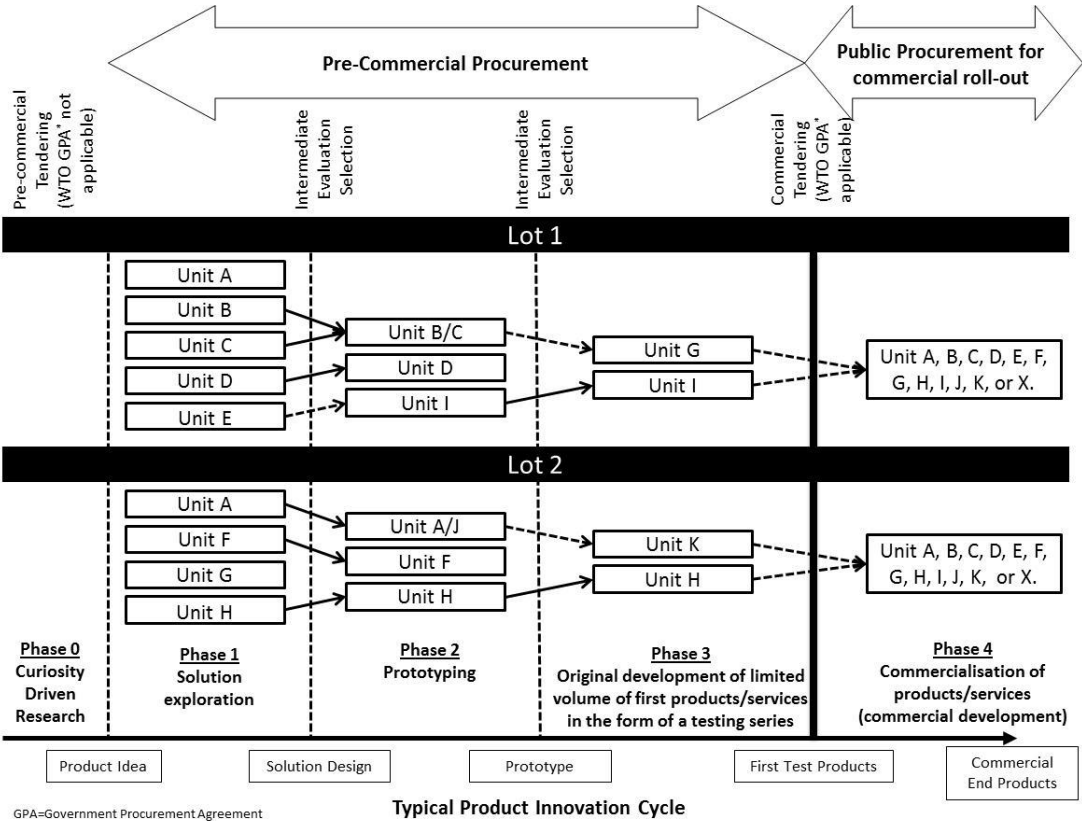 Pre-Commercial Procurement
Public Procurement for
commercial roll-out
Pre-commercial
Tendering
(WTO GPA* not
applicable)
Intermediate
Evaluation
Selection
Intermediate
Evaluation
Selection
Commercial
Tendering
(WTO GPA*
applicable)
Lot 1
Unit A
Unit B
Unit C
Unit D
Unit E
Unit B/C
Unit D
Unit I
Unit G
Unit I
Unit A, B, C, D, E, F,
G, H, I, J, K, or X.
Lot 2
Unit A
Unit F
Unit G
Unit H
Unit A/J
Unit F
Unit H
Unit K
Unit H
Unit A, B, C, D, E, F,
G, H, I, J, K, or X.
Phase 0
Curiosity
Driven
Research
Phase 1
Solution
exploration
Phase 2
Prototyping
Phase 3
Original development of limited
volume of first products/services
in the form of a testing series
Phase 4
Commercialisation of
products/services
(commercial development)
Product Idea
Solution Design
Prototype
First Test Products
Commercial
End Products
GPA=Government Procurement Agreement
Typical Product Innovation Cycle